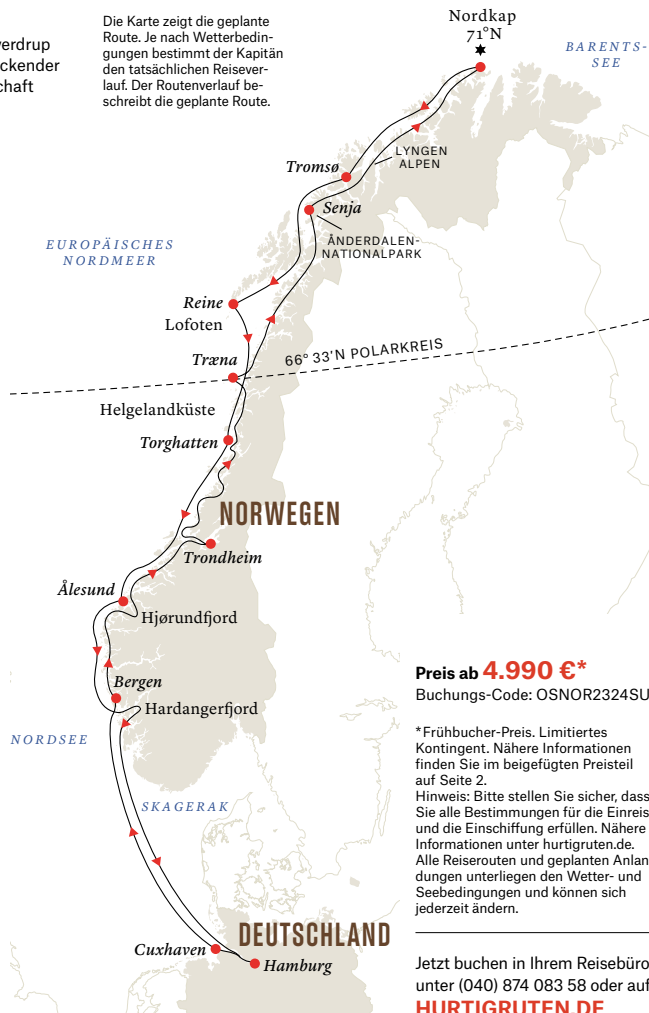 erdrup
ckender
chaft
Die Karte zeigt die geplante
Route. Je nach Wetterbedin-
gungen bestimmt der Kapitän
den tatsächlichen Reisever-
lauf. Der Routenverlauf be-
schreibt die geplante Route.
Nordkap
71°N
BARENTS-
SEE
LYNGEN
ALPEN
Tromsø
Senja
ÅNDERDALEN-
NATIONALPARK
EUROPÄISCHES
NORDMEER
Reine
Lofoten
Træna
66° 33'N POLARKREIS
Helgelandküste
Torghatten
NORWEGEN
Trondheim
Ålesund
Hjørundfjord
Bergen
Hardangerfjord
NORDSEE
SKAGERAK
DEUTSCHLAND
Cuxhaven
Hamburg
Preis ab 4.990 €*
Buchungs-Code: OSNOR2324SU
*Frühbucher-Preis. Limitiertes
Kontingent. Nähere Informationen
finden Sie im beigefügten Preisteil
auf Seite 2.
Hinweis: Bitte stellen Sie sicher, dass
Sie alle Bestimmungen für die Einreis
und die Einschiffung erfüllen. Nähere
Informationen unter hurtigruten.de.
Alle Reiserouten und geplanten Anlan
dungen unterliegen den Wetter- und
Seebedingungen und können sich
jederzeit ändern.
Jetzt buchen in Ihrem Reisebüro
unter (040) 874 083 58 oder auf
HURTIGRUTEN.DE